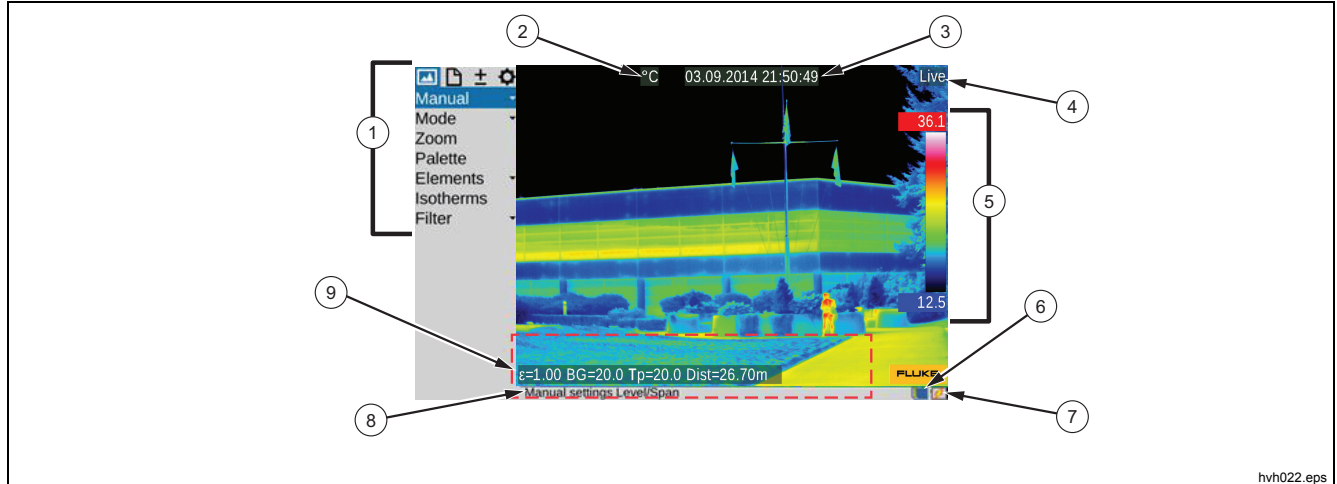 2
3
°C
03.09.2014 21:50:49
Live
4
1
Manual
Mode
Zoom
Palette
Elements
Isotherms
Filter
36.1
5
12.5
9
6
ε=1.00 BG=20.0 Tp=20.0 Dist=26.70m
FLUKE
Manual settings Level/Span
8
7
hvh022.eps